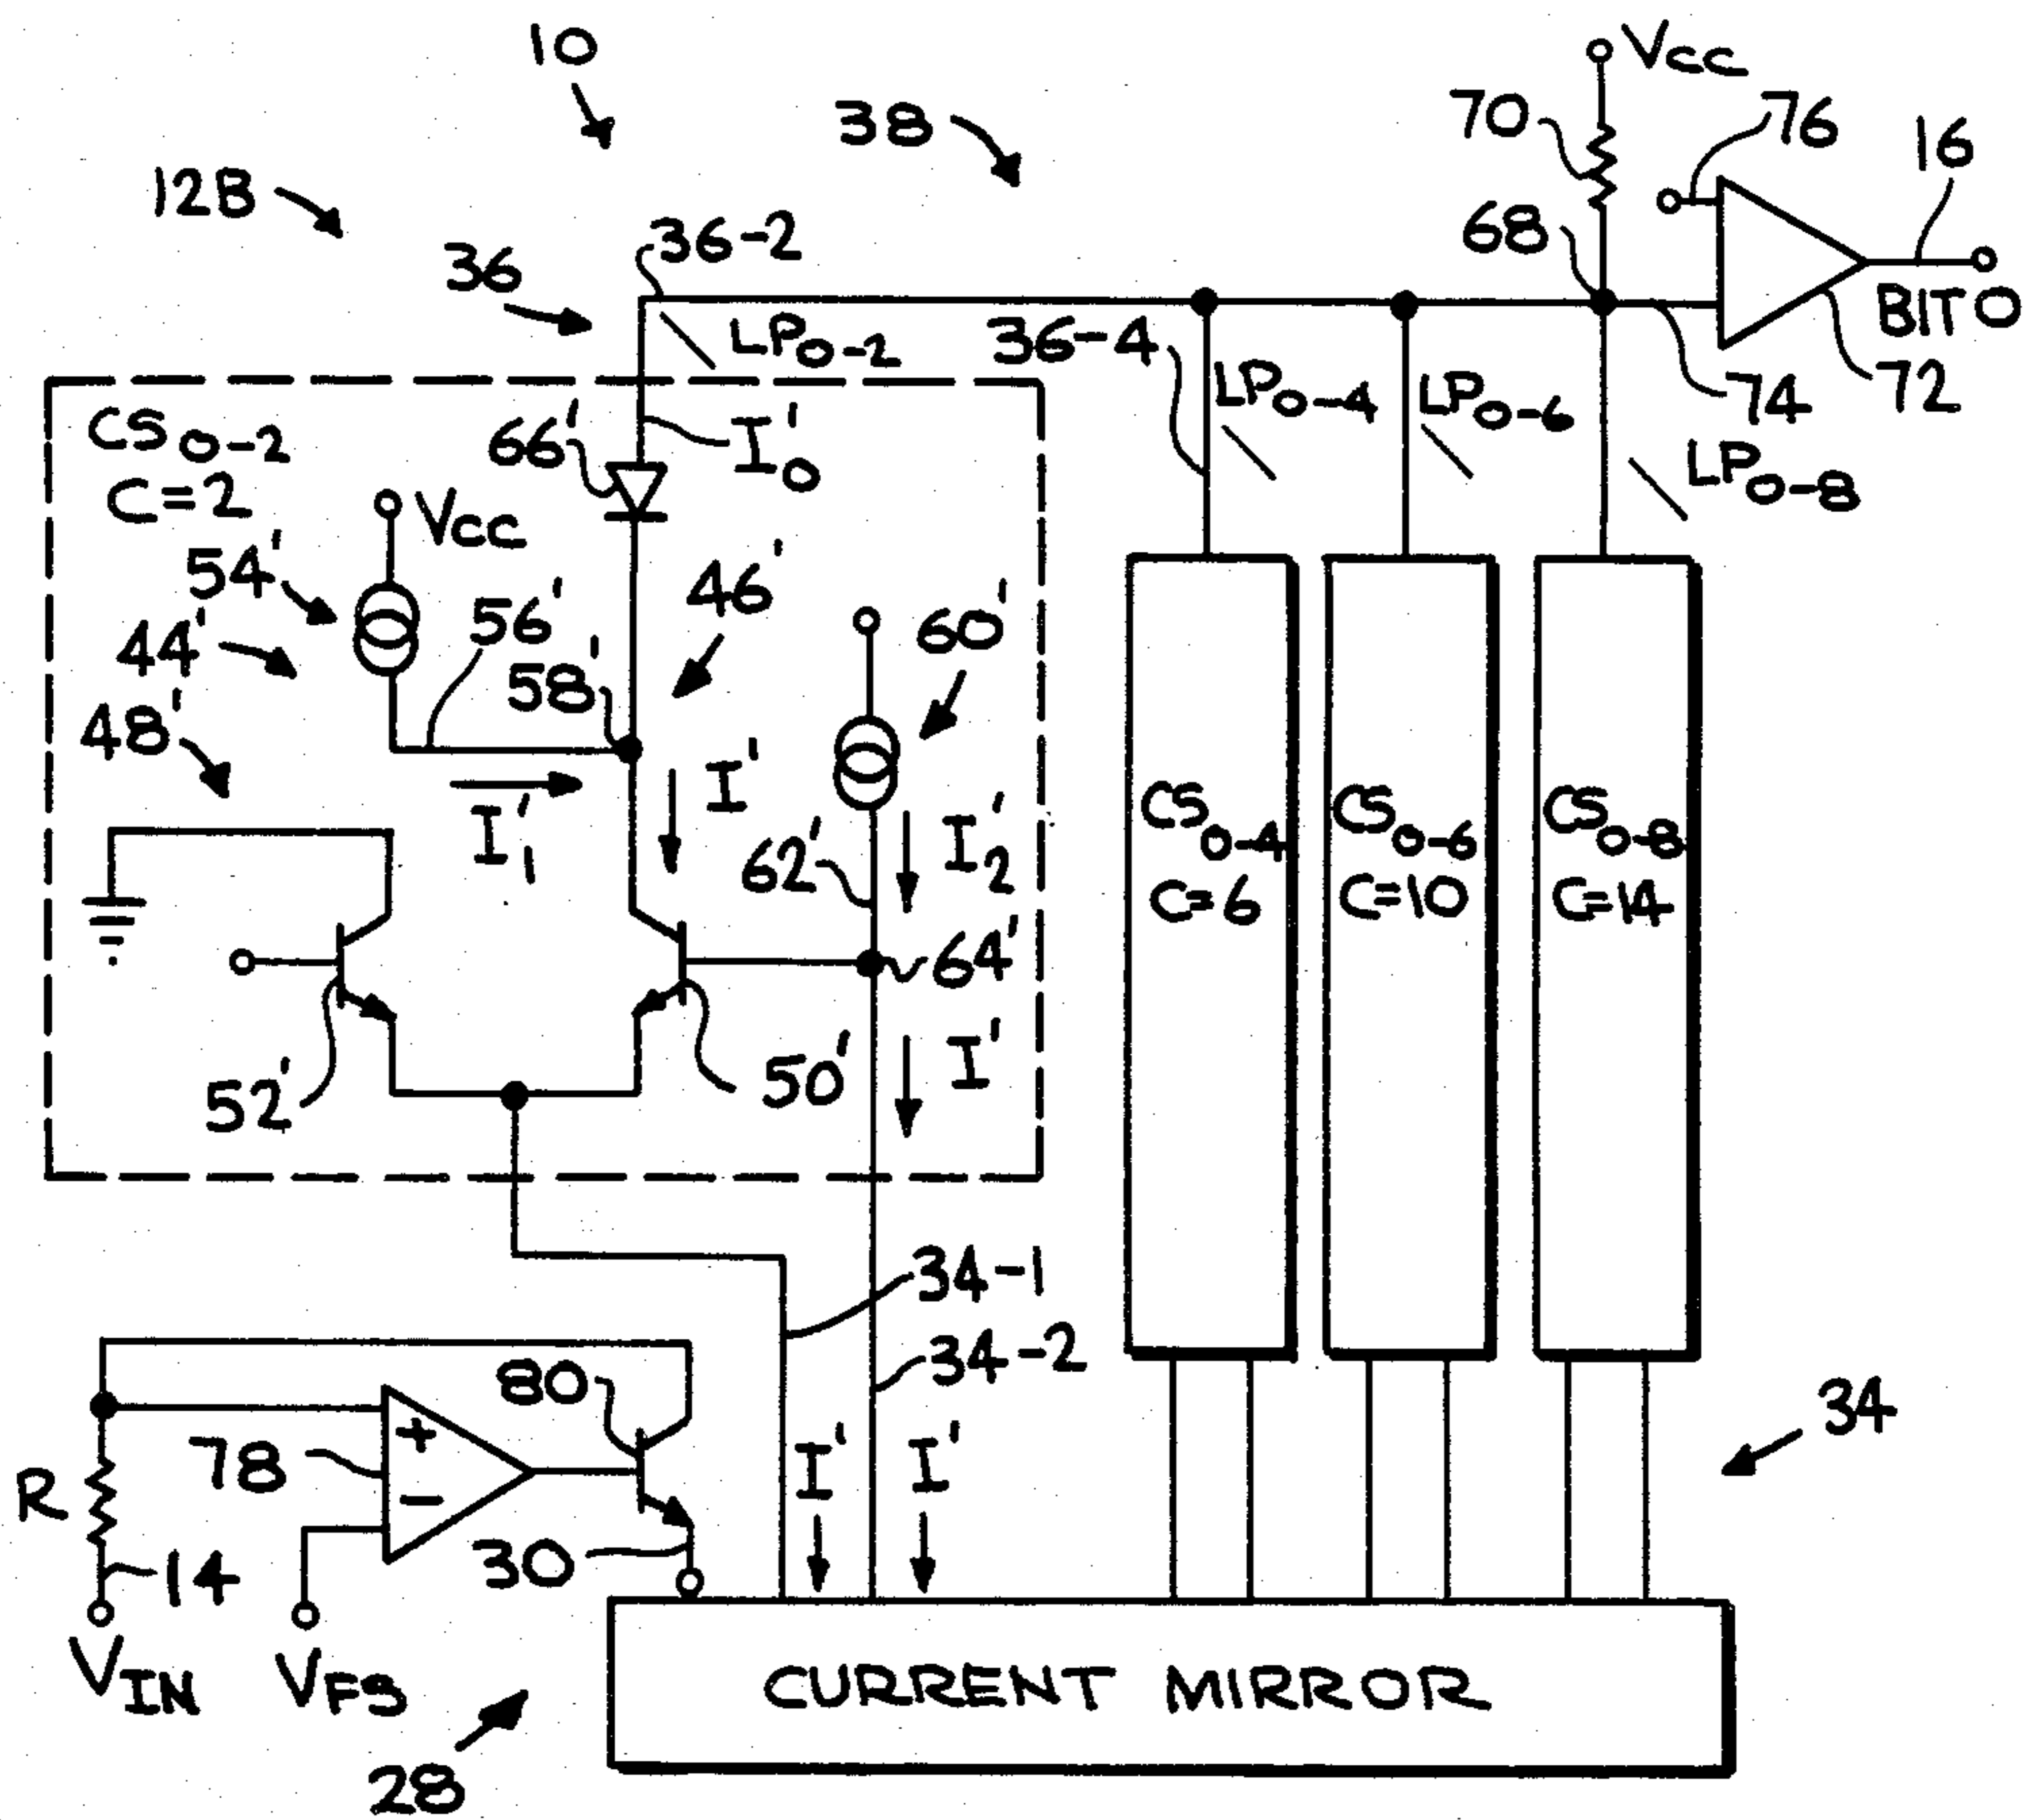 10
38
Vcc
70
76
16
12B
68
36
36-2
LP0-2
36-4
LP0-4
LP0-6
74
72
BIT 0
LP0-8
CS0-2
C=2
66'
I'0
Vcc
54'
44'
56'
46'
60'
48'
58'
I'
I'1
62'
I'2
CS0-4
C=6
CS0-6
C=10
CS0-8
C=14
64'
52'
50'
I'
34-1
34-2
80
+
78
−
R
I'
I'
34
14
30
VIN
VFS
CURRENT MIRROR
28